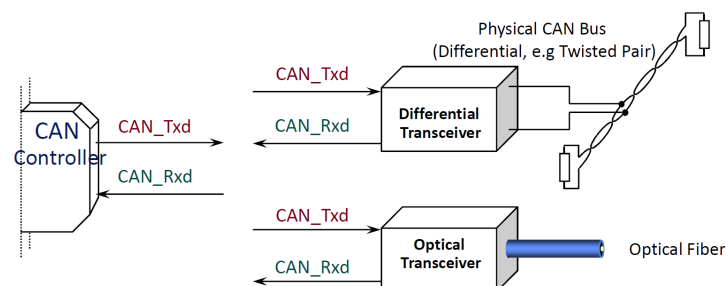 Physical CAN Bus
(Differential, e.g Twisted Pair)
CAN_Txd
CAN_Rxd
Differential
Transceiver
CAN
Controller
CAN_Txd
CAN_Rxd
CAN_Txd
CAN_Rxd
Optical
Transceiver
Optical Fiber